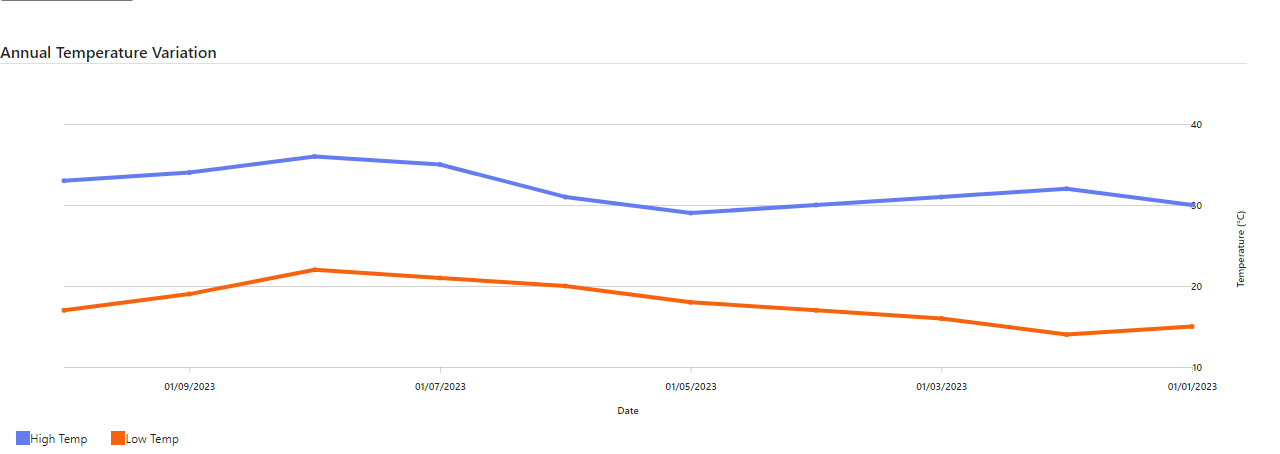 Annual Temperature Variation
40
30
20
10
Temperature (°C)
01/09/2023 01/07/2023 01/05/2023 01/03/2023 01/01/2023
Date
High Temp Low Temp